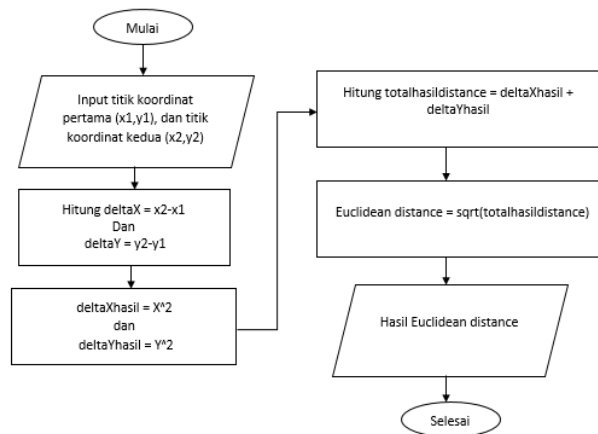 Mulai
Input titik koordinat
pertama (x1,y1), dan titik
koordinat kedua (x2,y2)
Hitung deltaX = x2-x1
Dan
deltaY = y2-y1
deltaXhasil = X^2
dan
deltaYhasil = Y^2
Hitung totalhasildistance = deltaXhasil +
deltaYhasil
Euclidean distance = sqrt(totalhasildistance)
Hasil Euclidean distance
Selesai